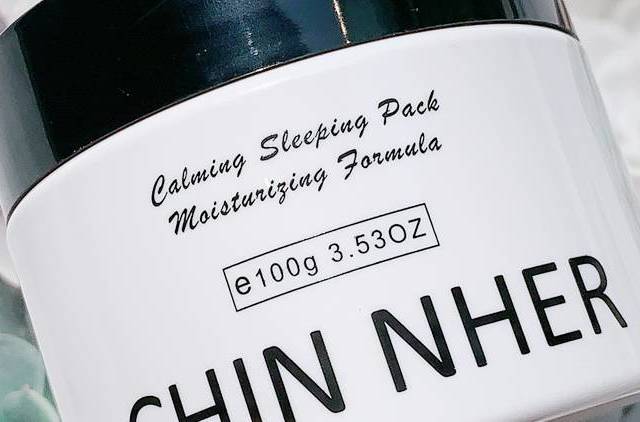 Calming Sleeping Pack
Moisturizing Formula
e100g 3.53OZ
CHIN NHER